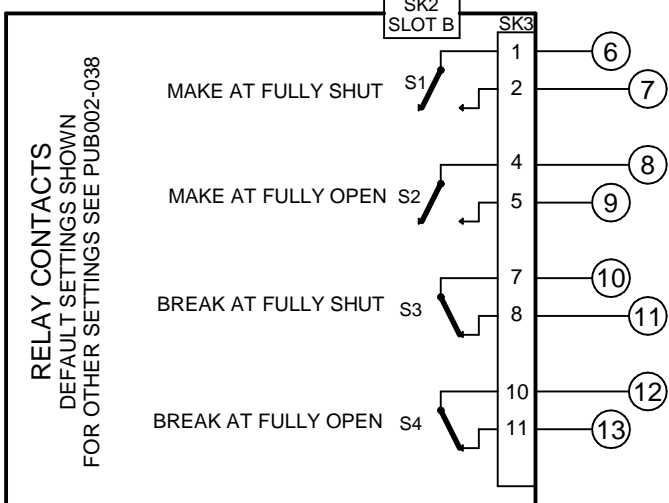 SK2
SLOT B
SK3
RELAY CONTACTS
DEFAULT SETTINGS SHOWN
FOR OTHER SETTINGS SEE PUB002-038
MAKE AT FULLY SHUT S1 1 6
2 7
MAKE AT FULLY OPEN S2 4 8
5 9
BREAK AT FULLY SHUT S3 7 10
8 11
BREAK AT FULLY OPEN S4 10 12
11 13